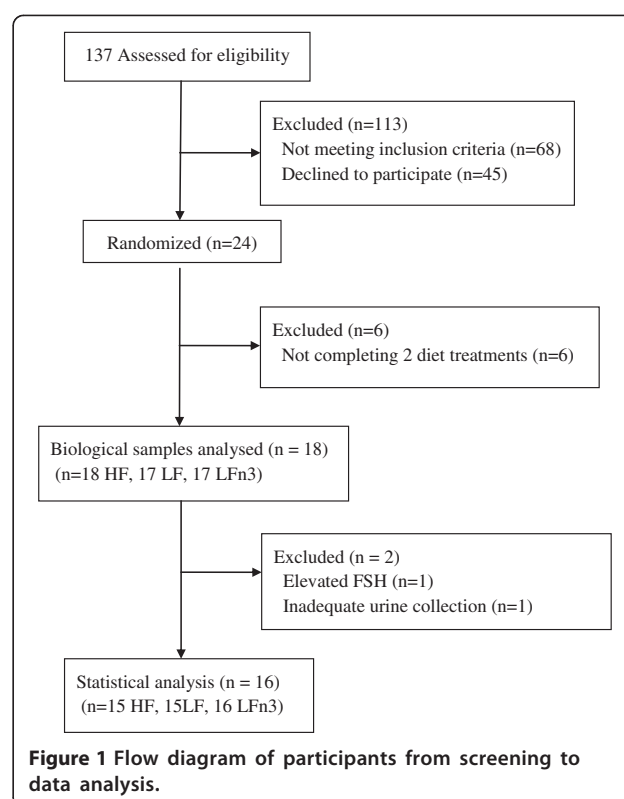 137 Assessed for eligibility
Excluded (n=113)
Not meeting inclusion criteria (n=68)
Declined to participate (n=45)
Randomized (n=24)
Excluded (n=6)
Not completing 2 diet treatments (n=6)
Biological samples analysed (n = 18)
(n=18 HF, 17 LF, 17 LFn3)
Excluded (n = 2)
Elevated FSH (n=1)
Inadequate urine collection (n=1)
Statistical analysis (n = 16)
(n=15 HF, 15LF, 16 LFn3)
Figure 1 Flow diagram of participants from screening to
data analysis.